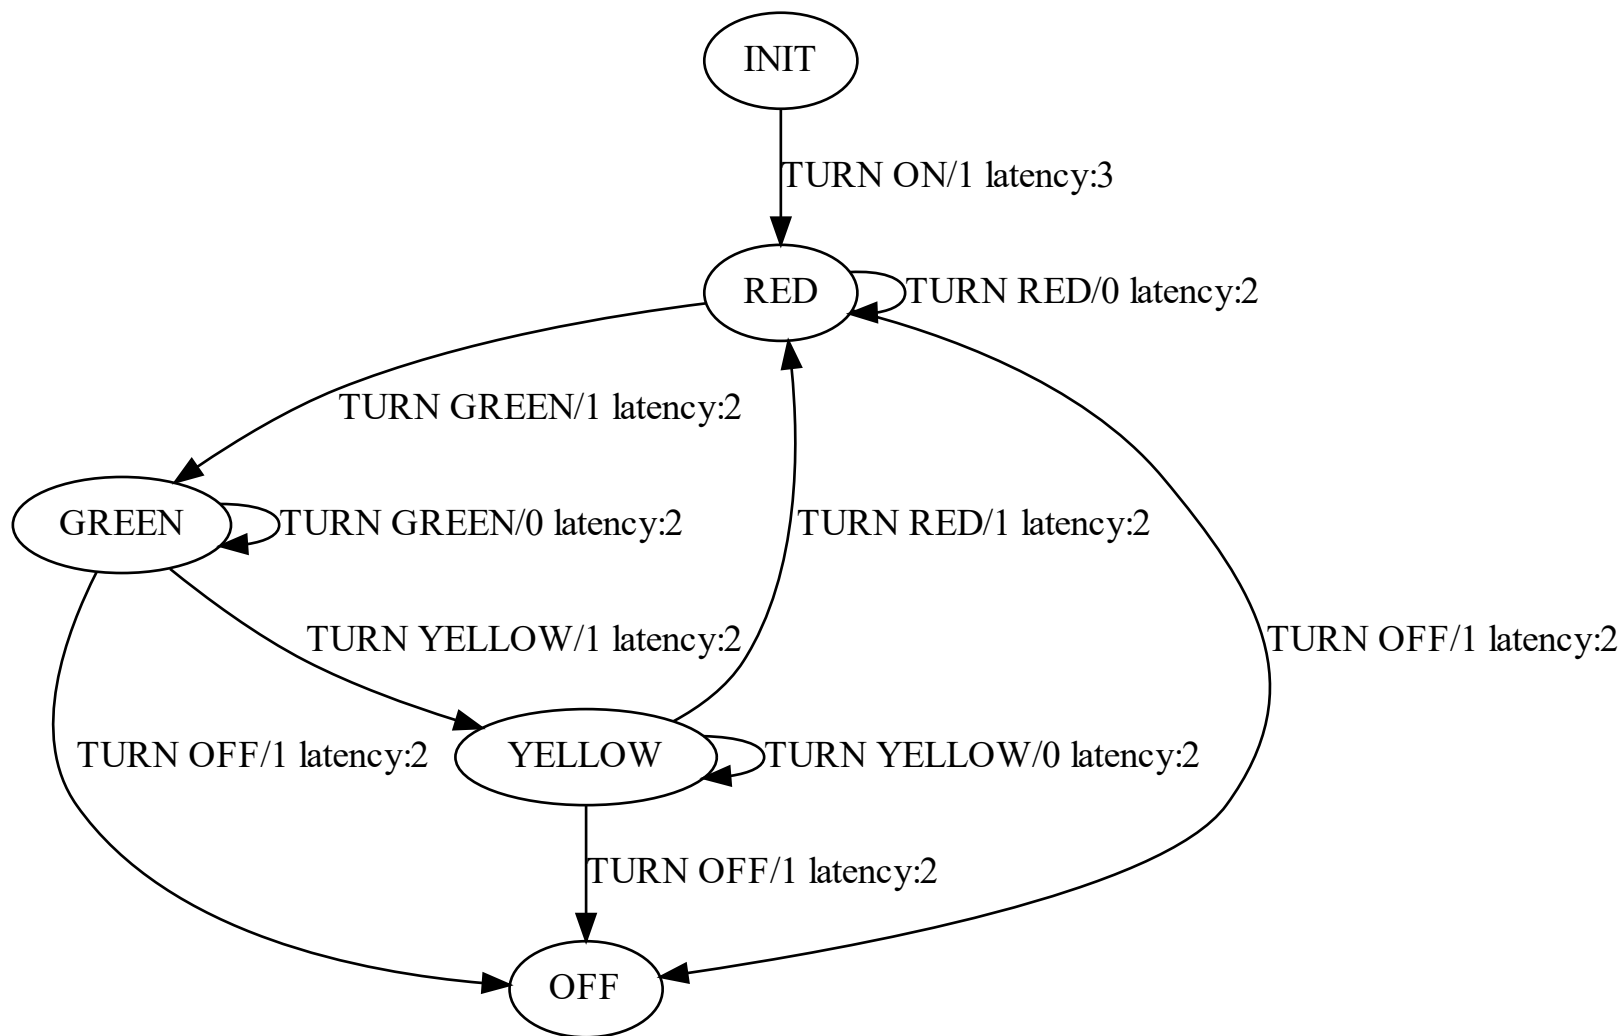 INIT
TURN ON/1 latency:3
RED
TURN RED/0 latency:2
TURN GREEN/1 latency:2
GREEN
TURN GREEN/0 latency:2
TURN RED/1 latency:2
TURN YELLOW/1 latency:2
TURN OFF/1 latency:2
TURN OFF/1 latency:2
YELLOW
TURN YELLOW/0 latency:2
TURN OFF/1 latency:2
OFF